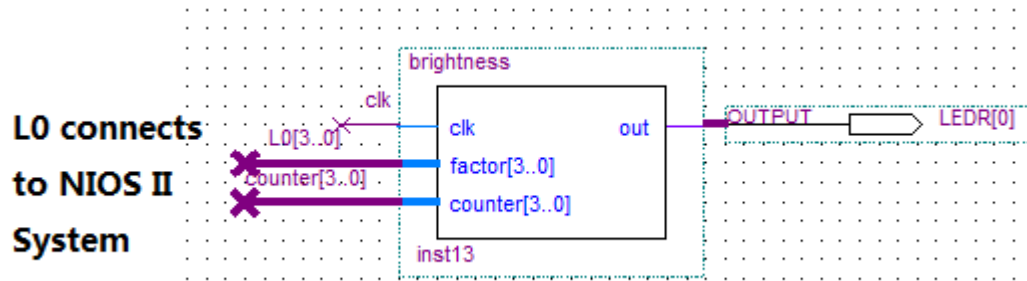 brightness
clk
L0 connects
to NIOS II
System
L0[3..0]
counter[3..0]
clk
factor[3..0]
counter[3..0]
out
inst13
OUTPUT
LEDR[0]